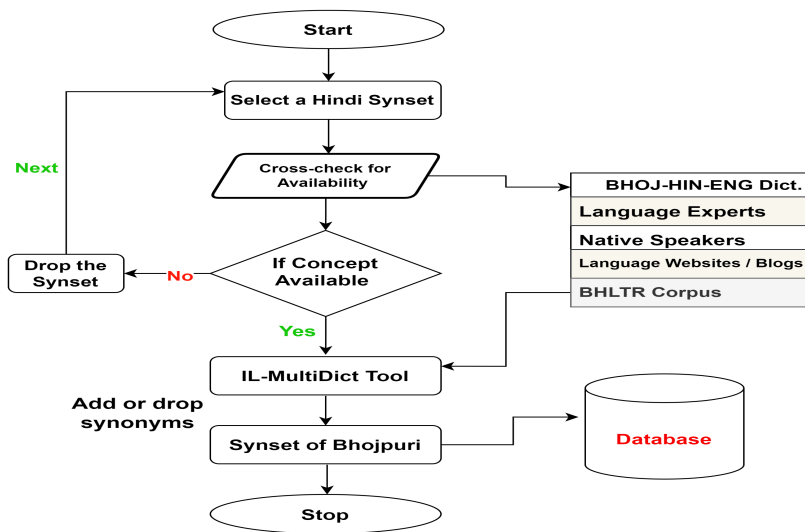 Start
Select a Hindi Synset
Cross-check for
Availability
BHOJ-HIN-ENG Dict.
Language Experts
Native Speakers
Language Websites / Blogs
BHLTR Corpus
Next
If Concept
Available
No
Drop the
Synset
Yes
IL-MultiDict Tool
Add or drop
synonyms
Synset of Bhojpuri
Database
Stop